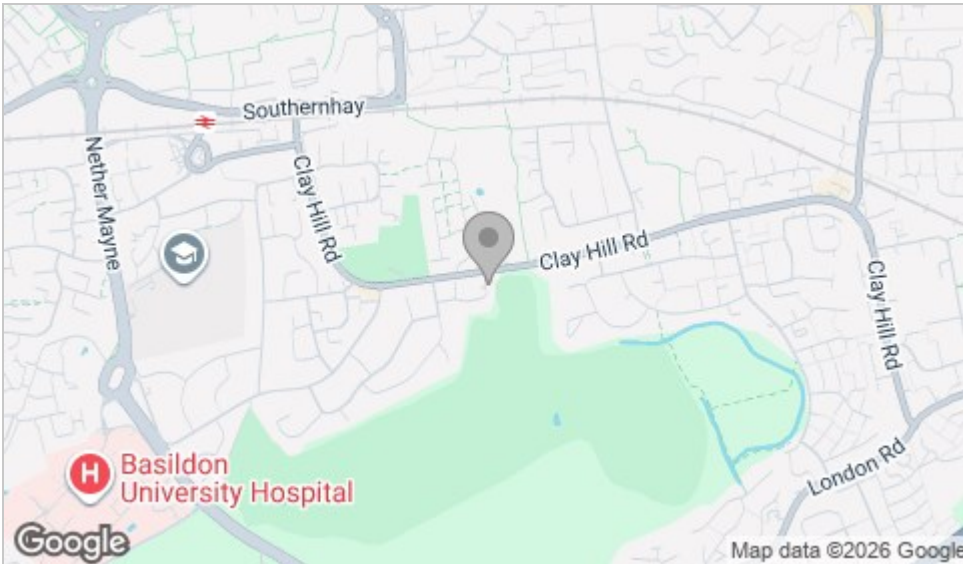 Southernhay
Nether Mayne
Clay Hill Rd
Clay Hill Rd
Clay Hill Rd
London Rd
H
Basildon
University Hospital
Google
Map data ©2026 Google